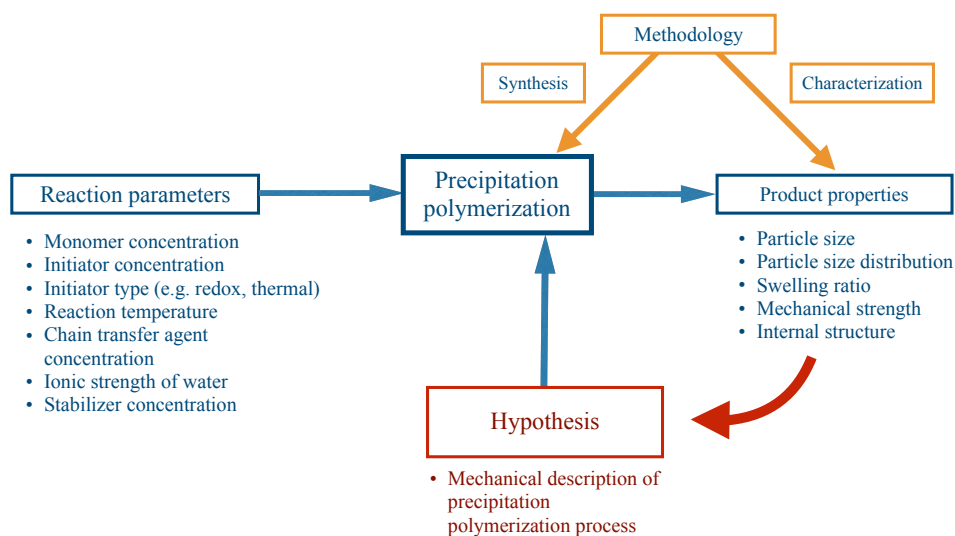 Methodology
Synthesis
Characterization
Reaction parameters
Precipitation
polymerization
Product properties
• Monomer concentration
• Initiator concentration
• Initiator type (e.g. redox, thermal)
• Reaction temperature
• Chain transfer agent
concentration
• Ionic strength of water
• Stabilizer concentration
• Particle size
• Particle size distribution
• Swelling ratio
• Mechanical strength
• Internal structure
Hypothesis
• Mechanical description of
precipitation
polymerization process